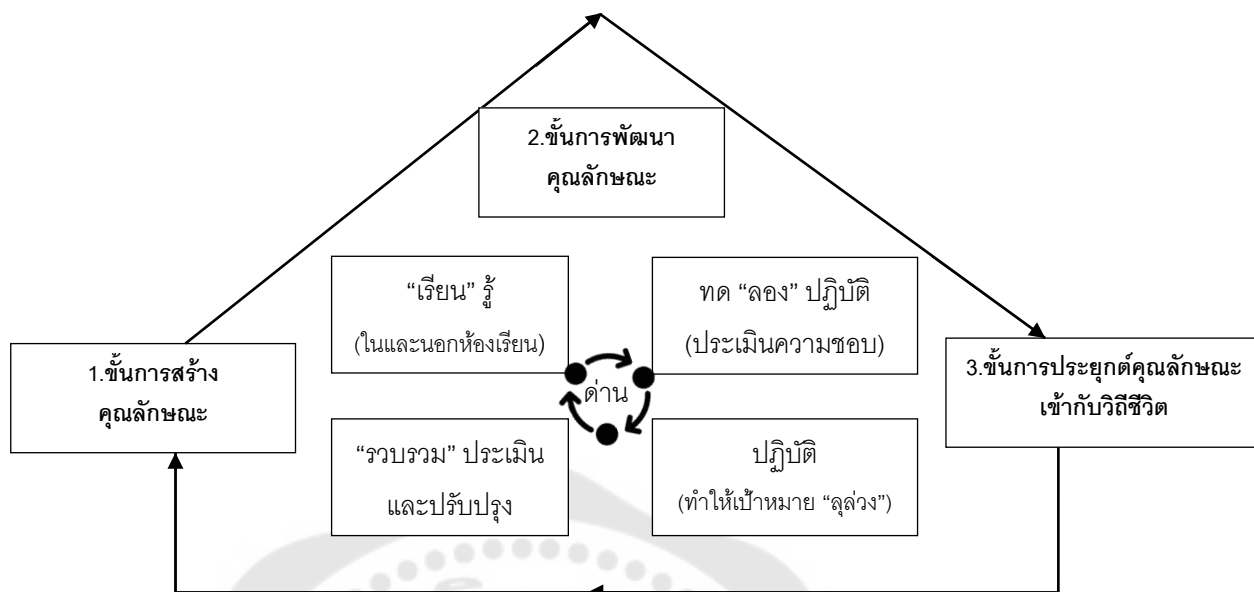 2.ขั้นการพัฒนา
คุณลักษณะ
“เรียน” รู้
(ในและนอกห้องเรียน)
ทด “ลอง” ปฏิบัติ
(ประเมินความชอบ)
1.ขั้นการสร้าง
คุณลักษณะ
ด่าน
3.ขั้นการประยุกต์คุณลักษณะ
เข้ากับวิถีชีวิต
“รวบรวม” ประเมิน
และปรับปรุง
ปฏิบัติ
(ทำให้เป้าหมาย “ลุล่วง”)